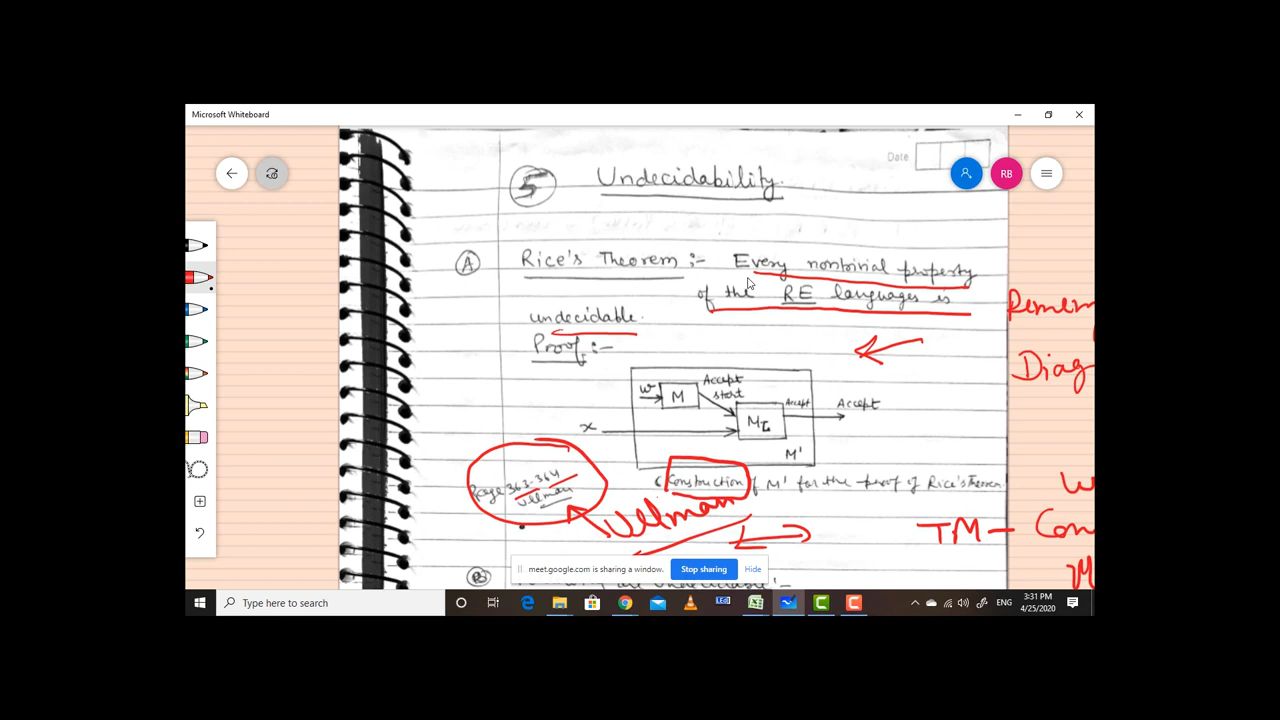 Microsoft Whiteboard
Date
5 Undecidability.
RB
A Rice's Theorem :- Every nontrivial property
of the RE languages is
undecidable.
Remem
Proof :-
Diag
w M Accept
start
ML Accept Accept
x
M'
Page 363-364
Ullman
( Construction of M' for the proof of Rice's Theorem
Ullman
TM - Con
M
meet.google.com is sharing a window. Stop sharing Hide
B
Undecidable :-
Type here to search
ENG
3:31 PM
4/25/2020